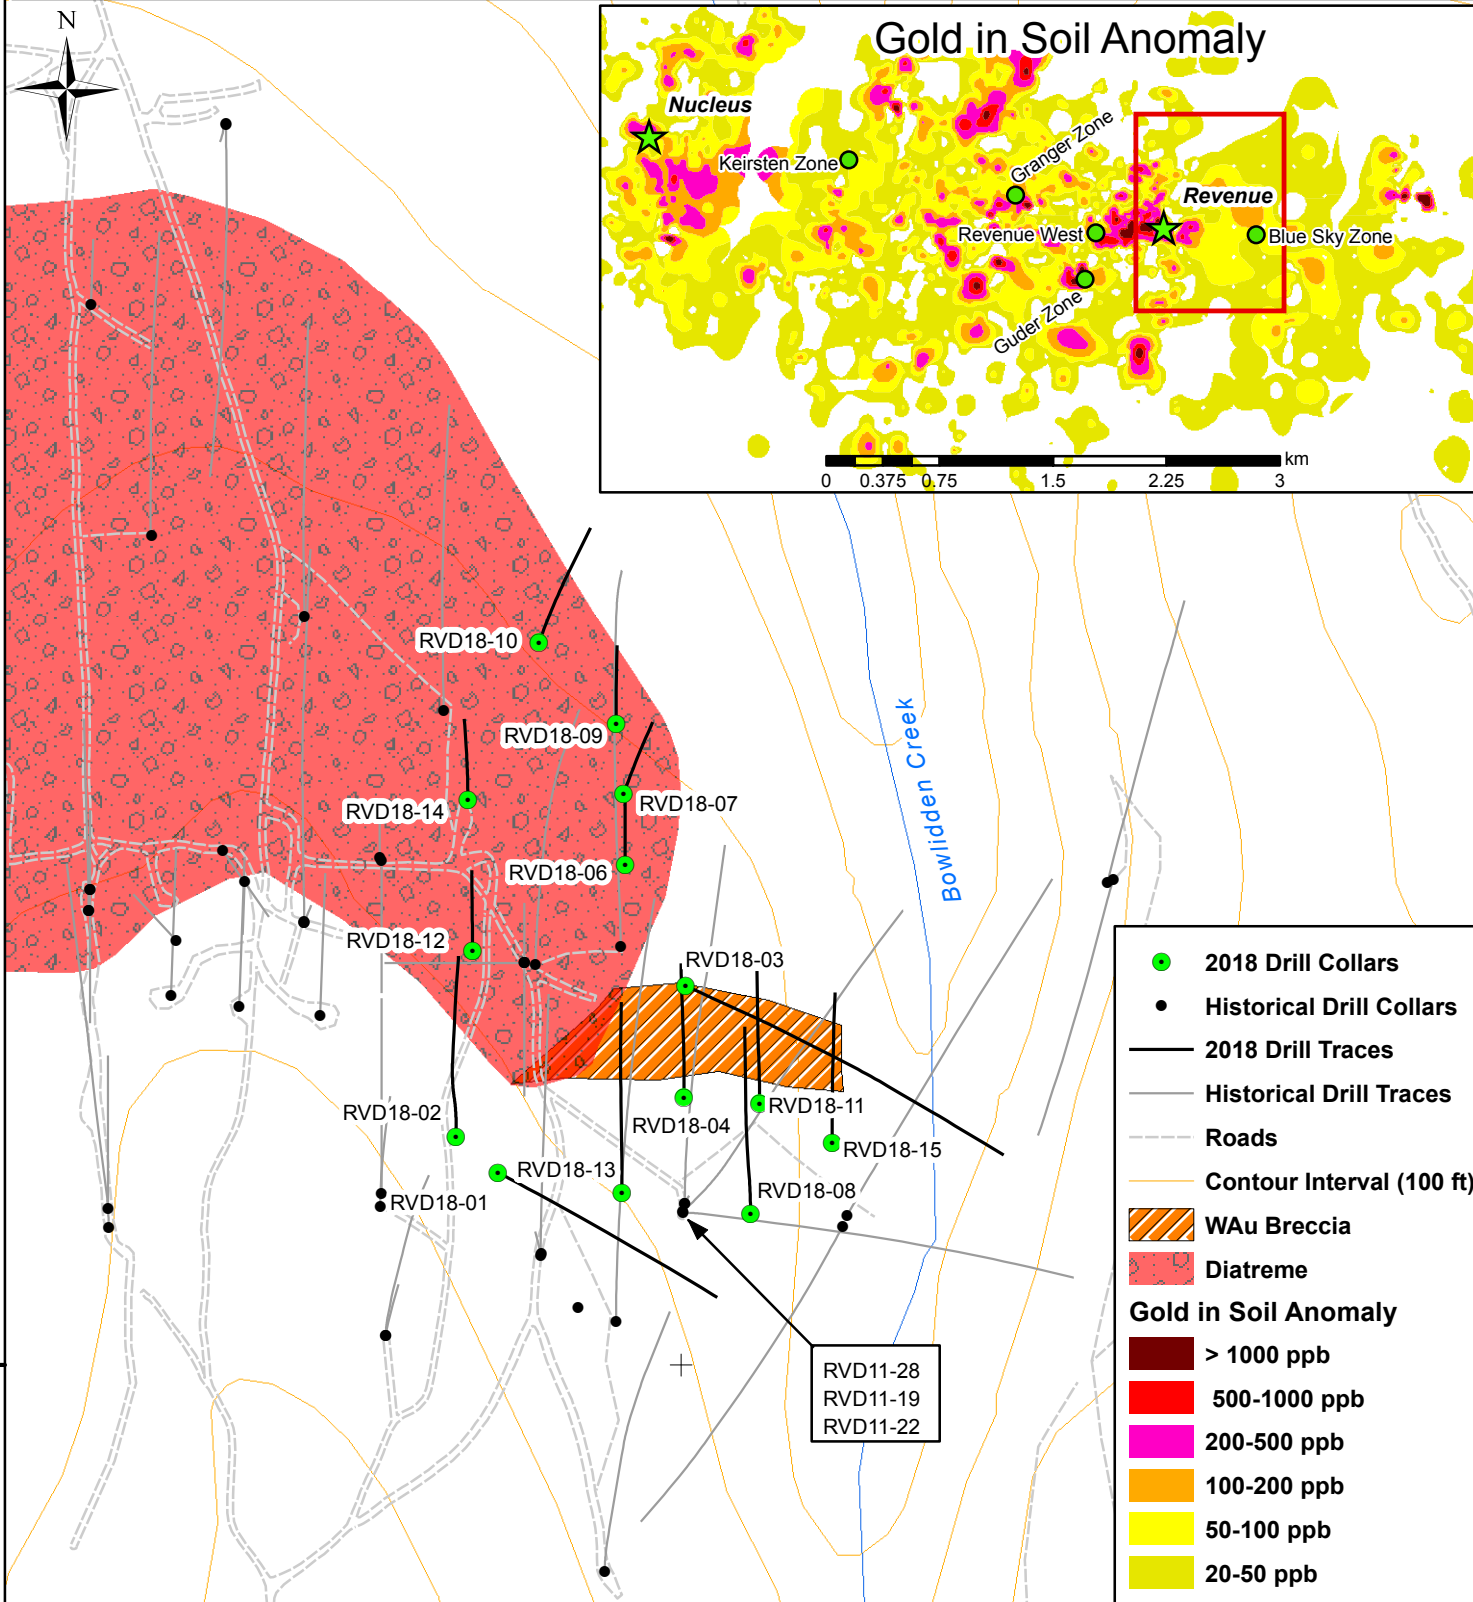 N
Gold in Soil Anomaly
Nucleus
Keirsten Zone
Granger Zone
Revenue
Revenue West
Blue Sky Zone
Guder Zone
km
0 0.375 0.75 1.5 2.25 3
RVD18-10
RVD18-09
RVD18-07
RVD18-14
RVD18-06
RVD18-12
RVD18-03
Bowlidden Creek
RVD18-02
RVD18-04
RVD18-11
RVD18-15
RVD18-13
RVD18-01
RVD18-08
RVD11-28
RVD11-19
RVD11-22
2018 Drill Collars
Historical Drill Collars
2018 Drill Traces
Historical Drill Traces
Roads
Contour Interval (100 ft)
WAu Breccia
Diatreme
Gold in Soil Anomaly
> 1000 ppb
500-1000 ppb
200-500 ppb
100-200 ppb
50-100 ppb
20-50 ppb